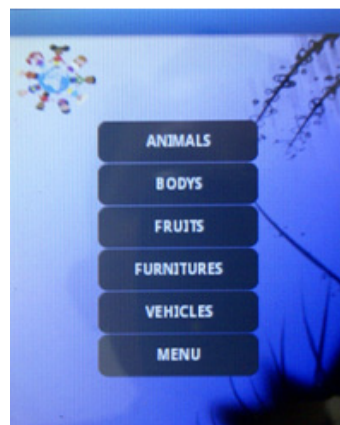 ANIMALS
BODYS
FRUITS
FURNITURES
VEHICLES
MENU